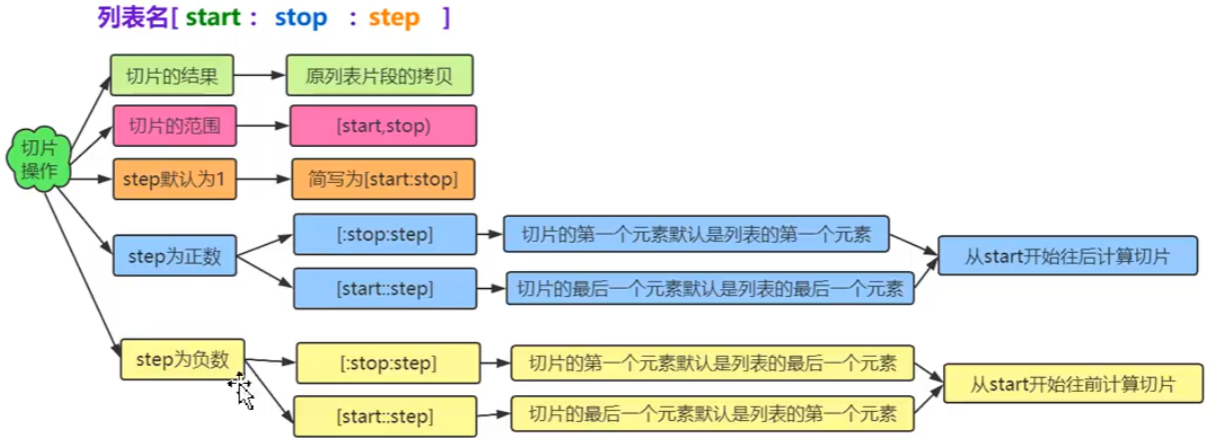 列表名[ start : stop : step ]
切片的结果
原列表片段的拷贝
切片的范围
[start,stop)
切片
操作
step默认为1
简写为[start:stop]
step为正数
[:stop:step]
切片的第一个元素默认是列表的第一个元素
[start::step]
切片的最后一个元素默认是列表的最后一个元素
从start开始往后计算切片
step为负数
[:stop:step]
切片的第一个元素默认是列表的最后一个元素
[start::step]
切片的最后一个元素默认是列表的第一个元素
从start开始往前计算切片